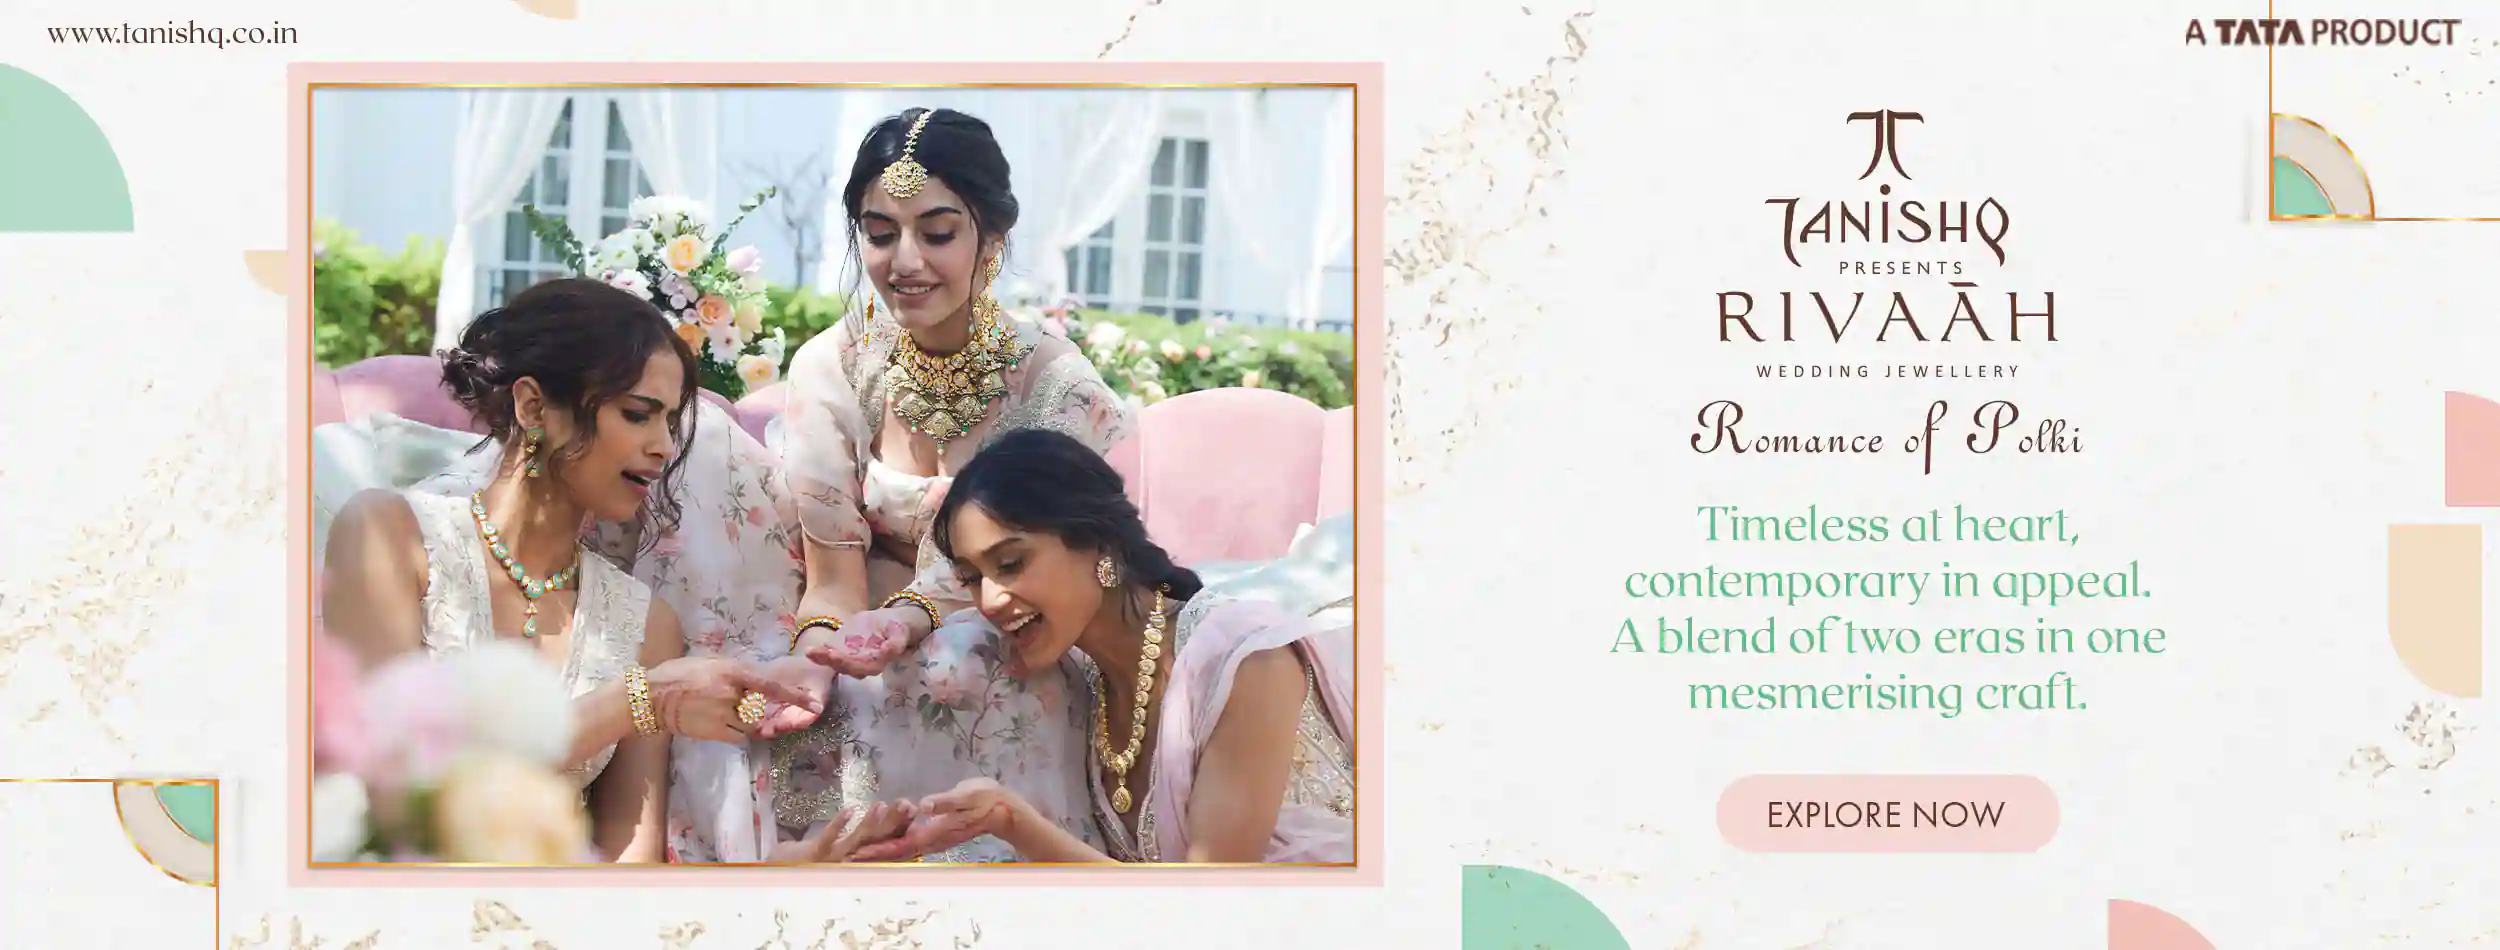 www.tanishq.co.in
A TATA PRODUCT
TANiSHQ
PRESENTS
RIVAĀH
WEDDING JEWELLERY
Romance of Polki
Timeless at heart,
contemporary in appeal.
A blend of two eras in one
mesmerising craft.
EXPLORE NOW